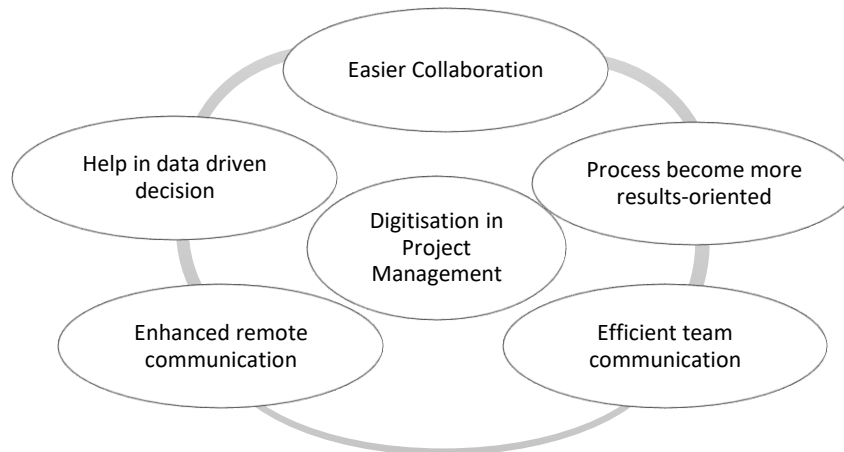 Easier Collaboration
Help in data driven
decision
Process become more
results-oriented
Digitisation in
Project
Management
Enhanced remote
communication
Efficient team
communication